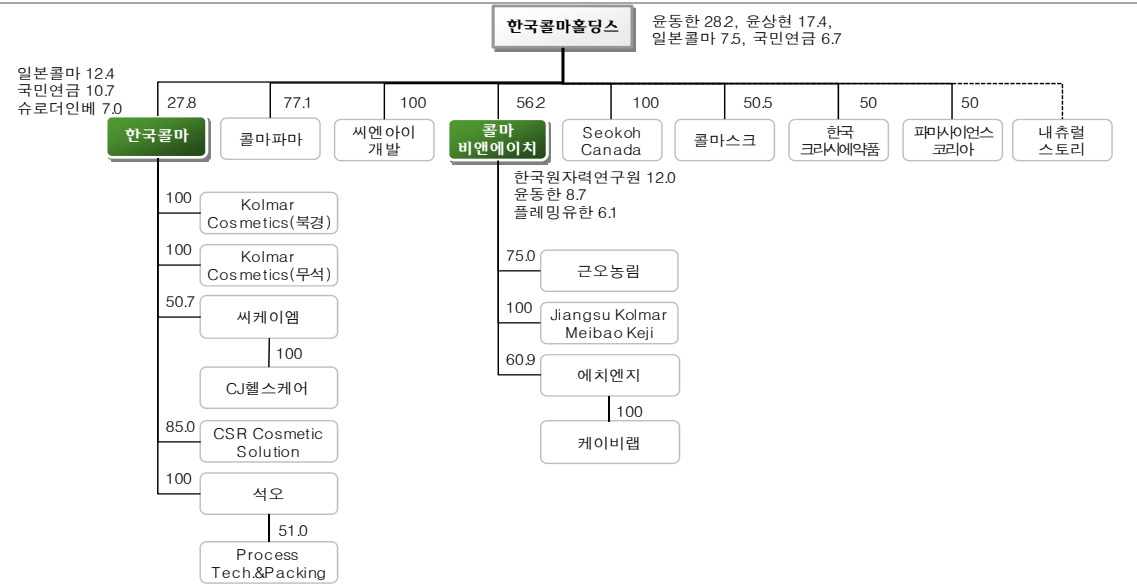 한국콜마홀딩스
윤동한 28.2, 윤상현 17.4,
일본콜마 7.5, 국민연금 6.7
일본콜마 12.4
국민연금 10.7
슈로더인베 7.0
27.8
77.1
100
56.2
100
50.5
50
50
한국콜마
콜마파마
씨엔아이
개발
콜마
비앤에이치
Seokoh
Canada
콜마스크
한국
크라시에약품
파마사이언스
코리아
내츄럴
스토리
한국원자력연구원 12.0
윤동한 8.7
플레밍유한 6.1
100
Kolmar
Cosmetics(북경)
100
Kolmar
Cosmetics(무석)
50.7
씨케이엠
100
CJ헬스케어
85.0
CSR Cosmetic
Solution
100
석오
51.0
Process
Tech.&Packing
75.0
근오농림
100
Jiangsu Kolmar
Meibao Keji
60.9
에치엔지
100
케이비랩